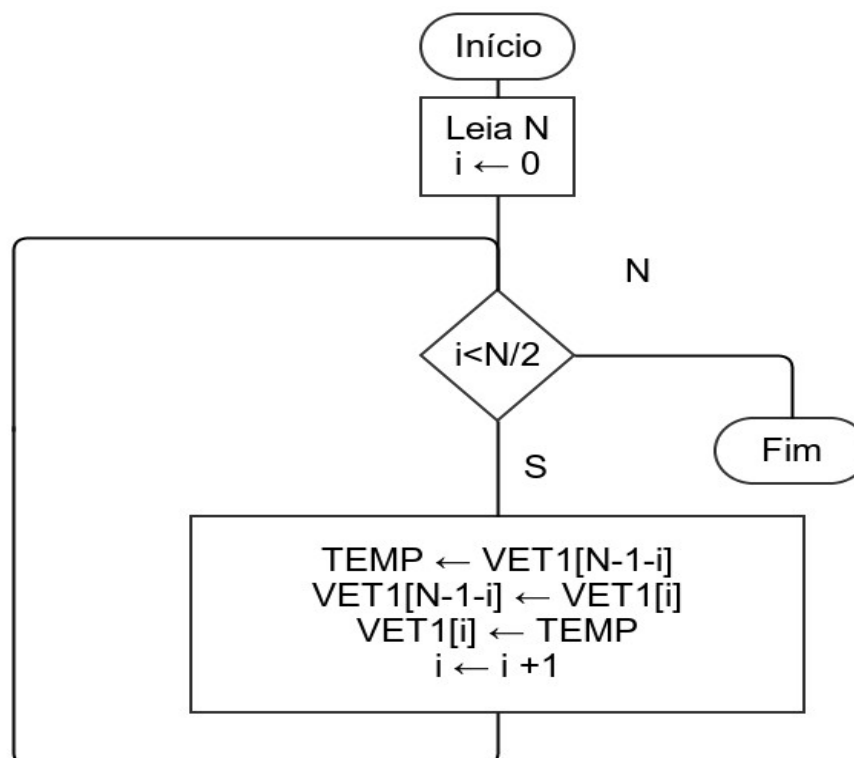 Início
Leia N
i ← 0
N
i<N/2
Fim
S
TEMP ← VET1[N-1-i]
VET1[N-1-i] ← VET1[i]
VET1[i] ← TEMP
i ← i +1